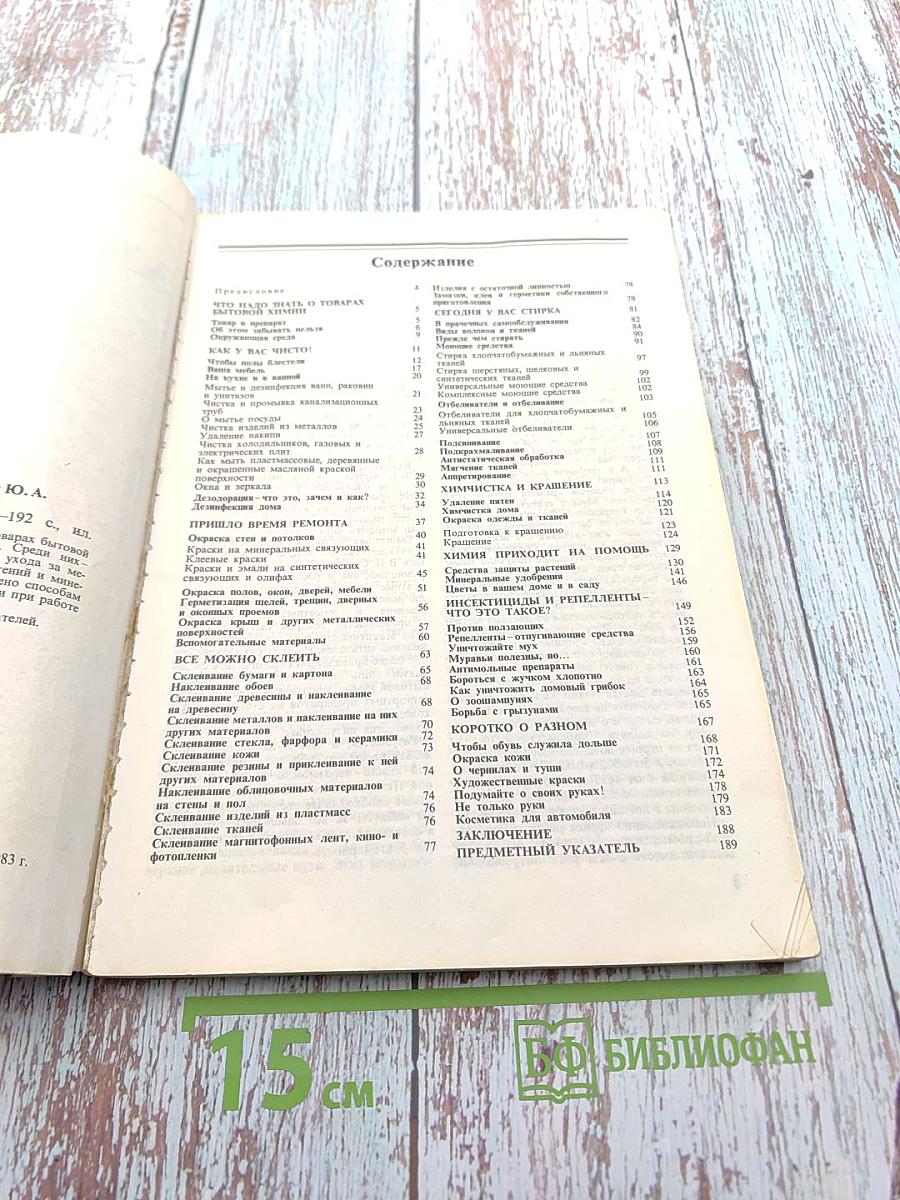 Ю. А.
—192 с., ил.
варах бытовой
Среди них—
ухода за ме-
тений и мине-
ено способам
и при работе
ителей.
983 г.
Содержание
Предисловие 4
ЧТО НАДО ЗНАТЬ О ТОВАРАХ
БЫТОВОЙ ХИМИИ 5
Товар и препарат 5
Об этом забывать нельзя 6
Окружающая среда 9
КАК У ВАС ЧИСТО! 11
Чтобы полы блестели 12
Ваша мебель 17
На кухне и в ванной 20
Мытье и дезинфекция ванн, раковин
и унитазов 21
Чистка и промывка канализационных
труб 23
О мытье посуды 24
Чистка изделий из металлов 25
Удаление накипи 27
Чистка холодильников, газовых и
электрических плит 28
Как мыть пластмассовые, деревянные
и окрашенные масляной краской
поверхности 29
Окна и зеркала 30
Дезодорация—что это, зачем и как? 32
Дезинфекция дома 34
ПРИШЛО ВРЕМЯ РЕМОНТА 37
Окраска стен и потолков 40
Краски на минеральных связующих 41
Клеевые краски 41
Краски и эмали на синтетических
связующих и олифах 45
Окраска полов, окон, дверей, мебели 51
Герметизация щелей, трещин, дверных
и оконных проемов 56
Окраска крыш и других металлических
поверхностей 57
Вспомогательные материалы 60
ВСЕ МОЖНО СКЛЕИТЬ 63
Склеивание бумаги и картона 65
Наклеивание обоев 68
Склеивание древесины и наклеивание
на древесину 68
Склеивание металлов и наклеивание на них
других материалов 70
Склеивание стекла, фарфора и керамики 72
Склеивание кожи 73
Склеивание резины и приклеивание к ней
других материалов 74
Наклеивание облицовочных материалов
на стены и пол 74
Склеивание изделий из пластмасс 76
Склеивание тканей 76
Склеивание магнитофонных лент, кино- и
фотопленки 77
Изделия с остаточной липкостью 78
Замазки, клеи и герметики собственного
приготовления 78
СЕГОДНЯ У ВАС СТИРКА 81
В прачечных самообслуживания 82
Виды волокон и тканей 84
Прежде чем стирать 90
Моющие средства 91
Стирка хлопчатобумажных и льняных
тканей 97
Стирка шерстяных, шелковых и
синтетических тканей 99
Универсальные моющие средства 102
Комплексные моющие средства 102
Отбеливатели и отбеливание 103
Отбеливатели для хлопчатобумажных и
льняных тканей 105
Универсальные отбеливатели 106
Подсинивание 107
Подкрахмаливание 108
Антистатическая обработка 109
Мягчение тканей 111
Аппретирование 111
ХИМЧИСТКА И КРАШЕНИЕ 113
Удаление пятен 114
Химчистка дома 120
Окраска одежды и тканей 121
Подготовка к крашению 123
Крашение 124
ХИМИЯ ПРИХОДИТ НА ПОМОЩЬ 129
Средства защиты растений 130
Минеральные удобрения 141
Цветы в вашем доме и в саду 146
ИНСЕКТИЦИДЫ И РЕПЕЛЛЕНТЫ—
ЧТО ЭТО ТАКОЕ? 149
Против ползающих 152
Репелленты—отпугивающие средства 156
Уничтожайте мух 159
Муравьи полезны, но... 160
Антимольные препараты 161
Бороться с жучком хлопотно 163
Как уничтожить домовый грибок 164
О зоошампунях 165
Борьба с грызунами 165
КОРОТКО О РАЗНОМ 167
Чтобы обувь служила дольше 168
Окраска кожи 171
О чернилах и туши 172
Художественные краски 174
Подумайте о своих руках! 178
Не только руки 179
Косметика для автомобиля 183
ЗАКЛЮЧЕНИЕ 188
ПРЕДМЕТНЫЙ УКАЗАТЕЛЬ 189
15 см
БФ БИБЛИОФАН